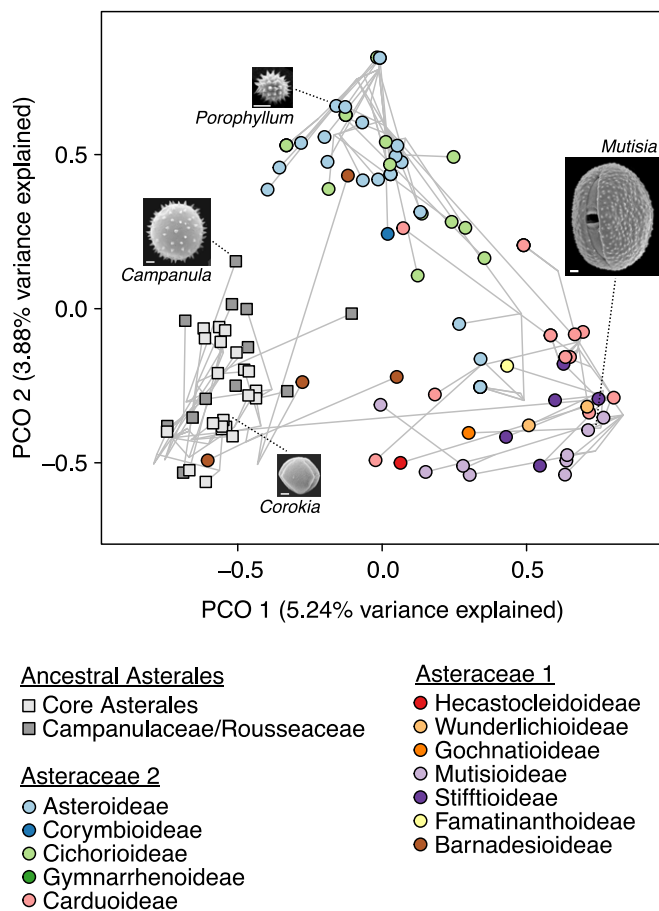 Porophyllum
Mutisia
Campanula
Corokia
0.5
0.0
−0.5
PCO 2 (3.88% variance explained)
−0.5
0.0
0.5
PCO 1 (5.24% variance explained)
Ancestral Asterales
Core Asterales
Campanulaceae/Rousseaceae
Asteraceae 2
Asteroideae
Corymbioideae
Cichorioideae
Gymnarrhenoideae
Carduoideae
Asteraceae 1
Hecastocleidoideae
Wunderlichioideae
Gochnatioideae
Mutisioideae
Stifftioideae
Famatinanthoideae
Barnadesioideae